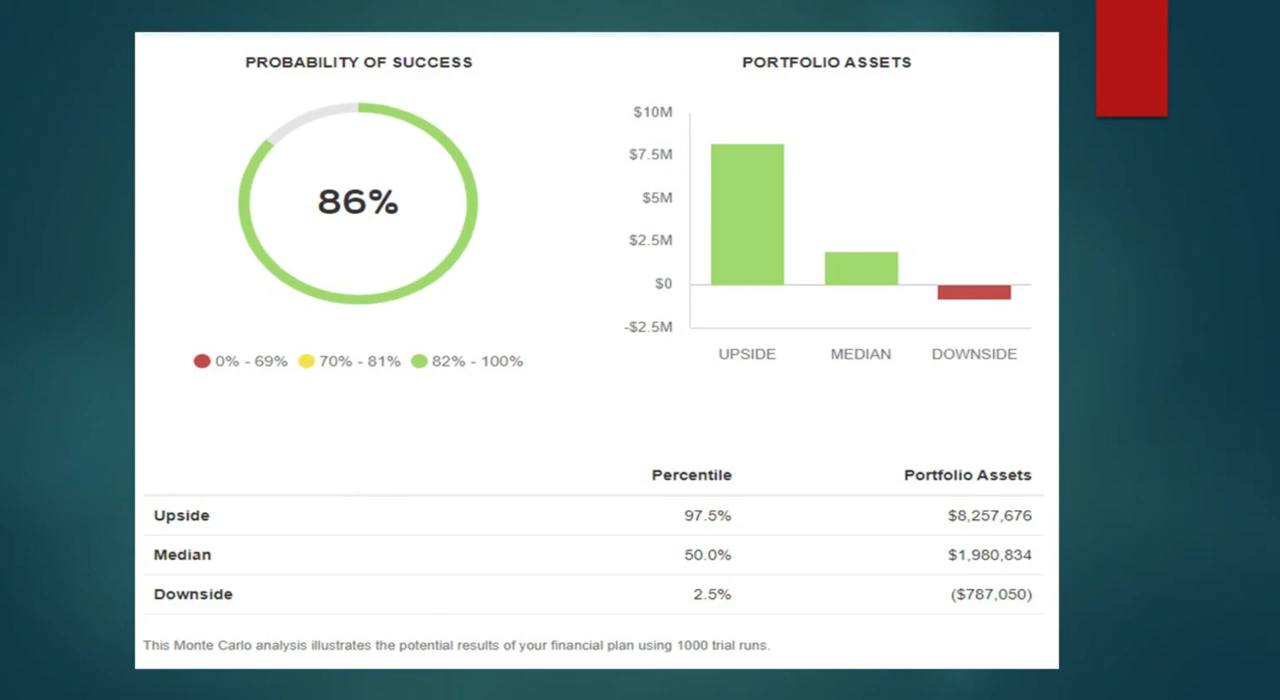 PROBABILITY OF SUCCESS
86%
0% - 69% 70% - 81% 82% - 100%
PORTFOLIO ASSETS
$10M
$7.5M
$5M
$2.5M
$0
-$2.5M
UPSIDE MEDIAN DOWNSIDE
Percentile Portfolio Assets
Upside 97.5% $8,257,676
Median 50.0% $1,980,834
Downside 2.5% ($787,050)
This Monte Carlo analysis illustrates the potential results of your financial plan using 1000 trial runs.